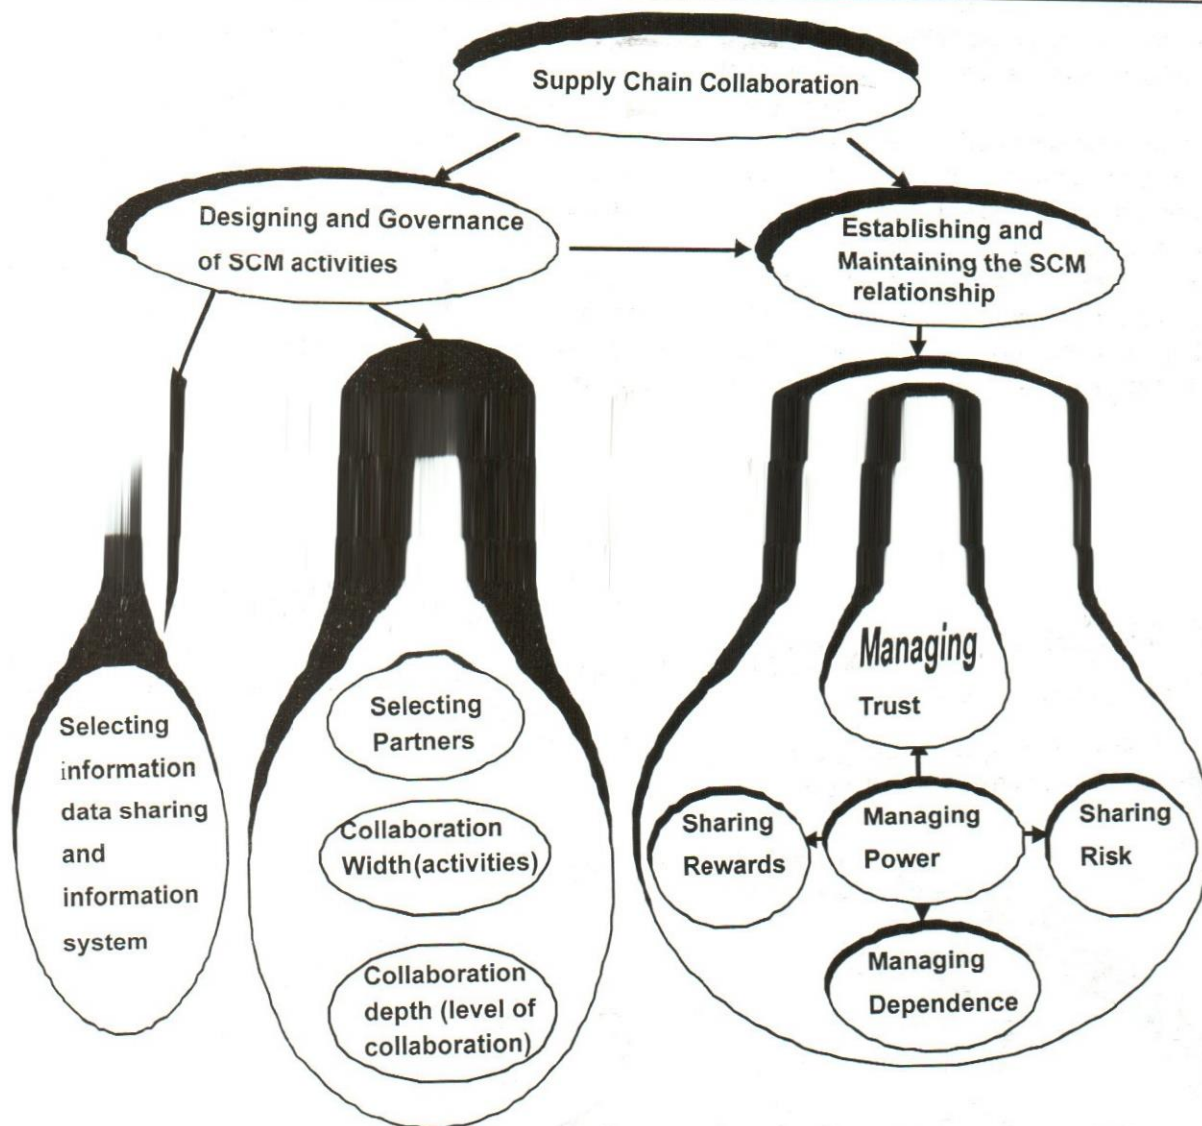 Supply Chain Collaboration
Designing and Governance
of SCM activities
Establishing and
Maintaining the SCM
relationship
Selecting
information
data sharing
and
information
system
Selecting
Partners
Collaboration
Width(activities)
Collaboration
depth (level of
collaboration)
Managing
Trust
Sharing
Rewards
Managing
Power
Sharing
Risk
Managing
Dependence